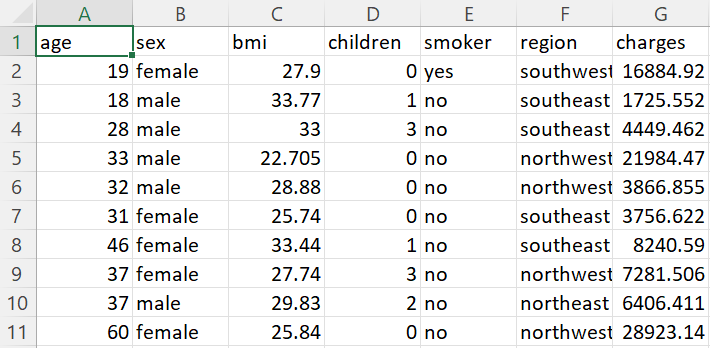 A B C D E F G
1 age sex bmi children smoker region charges
2 19 female 27.9 0 yes southwest 16884.92
3 18 male 33.77 1 no southeast 1725.552
4 28 male 33 3 no southeast 4449.462
5 33 male 22.705 0 no northwest 21984.47
6 32 male 28.88 0 no northwest 3866.855
7 31 female 25.74 0 no southeast 3756.622
8 46 female 33.44 1 no southeast 8240.59
9 37 female 27.74 3 no northwest 7281.506
10 37 male 29.83 2 no northeast 6406.411
11 60 female 25.84 0 no northwest 28923.14